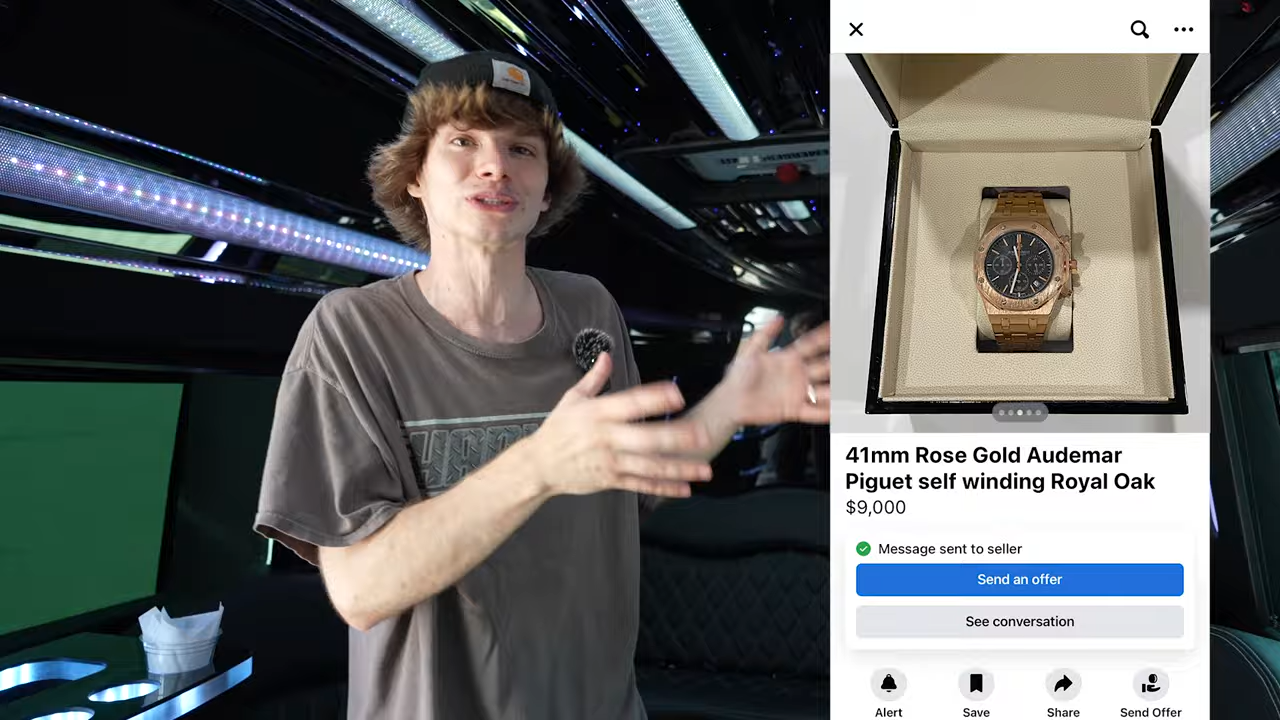 41mm Rose Gold Audemar
Piguet self winding Royal Oak
$9,000
Message sent to seller
Send an offer
See conversation
Alert
Save
Share
Send Offer